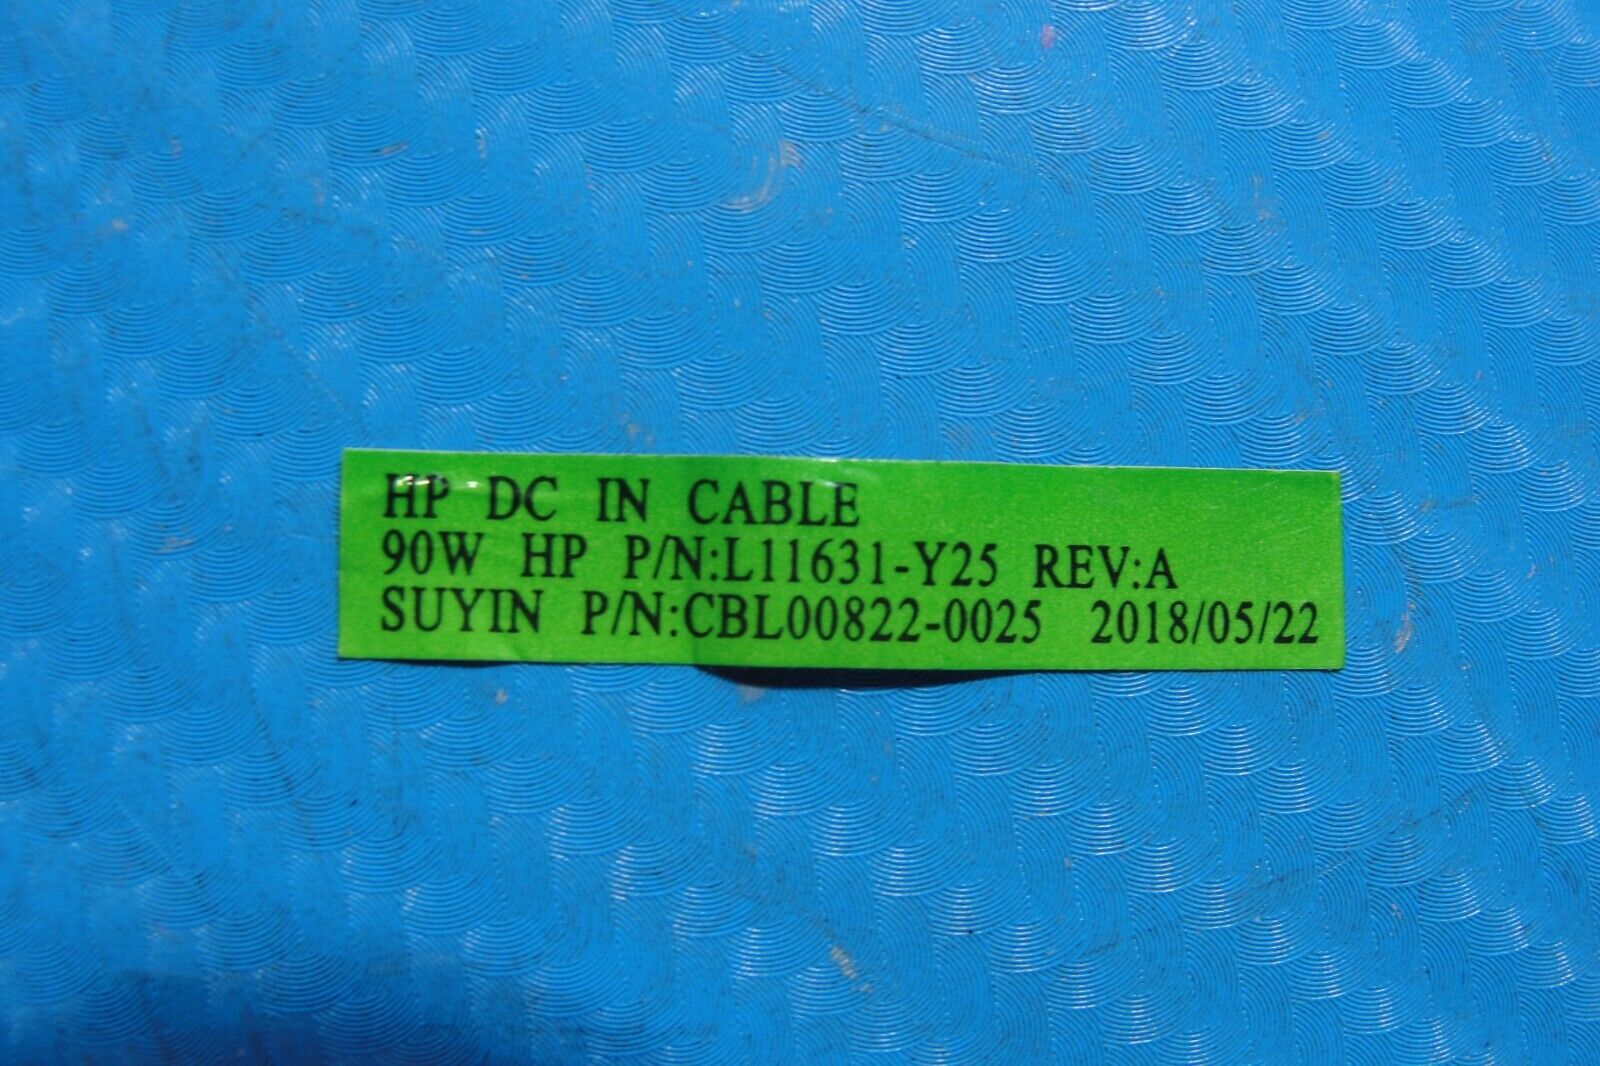 HP DC IN CABLE
90W HP P/N:L11631-Y25 REV:A
SUYIN P/N:CBL00822-0025 2018/05/22